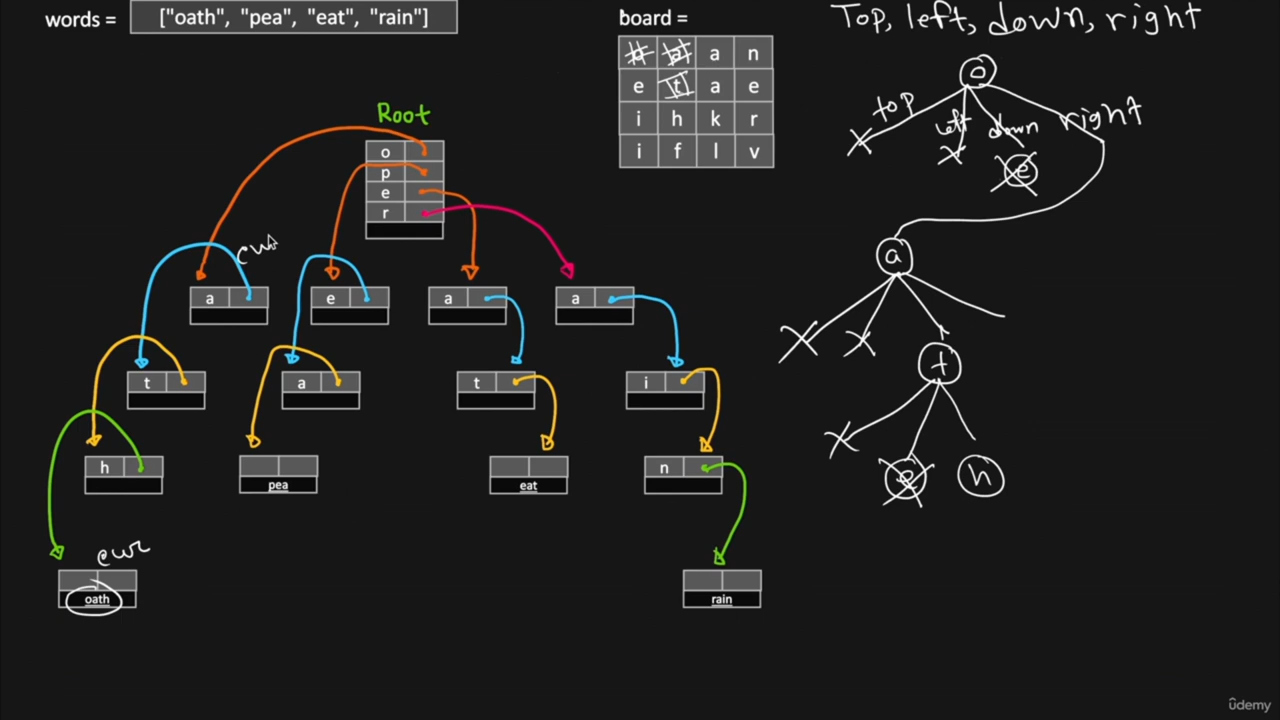 words = ["oath", "pea", "eat", "rain"]
board =
Top, left, down, right
a n
e t a e
i h k r
i f l v
Root
o
p
e
r
o
top
left
down
right
e
cur
a e a a
a
t a t i
t
h n
pea eat
e h
cur
oath rain
ûdemy